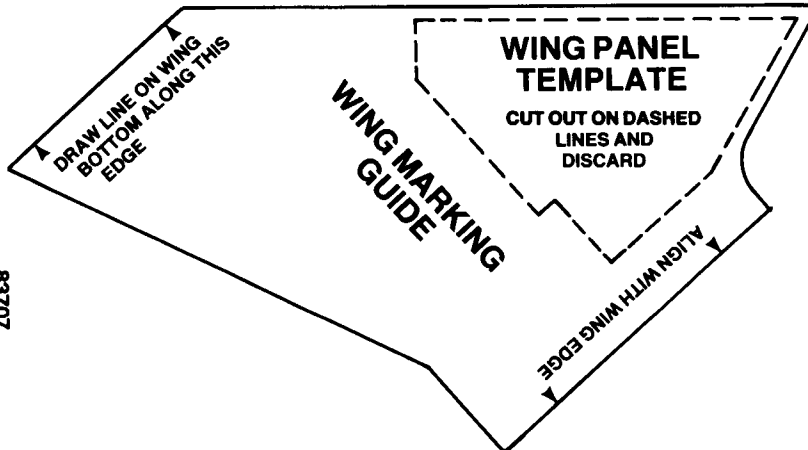 WING PANEL
TEMPLATE
CUT OUT ON DASHED
LINES AND
DISCARD
DRAW LINE ON WING
BOTTOM ALONG THIS
EDGE
WING MARKING
GUIDE
ALIGN WITH WING EDGE
83707